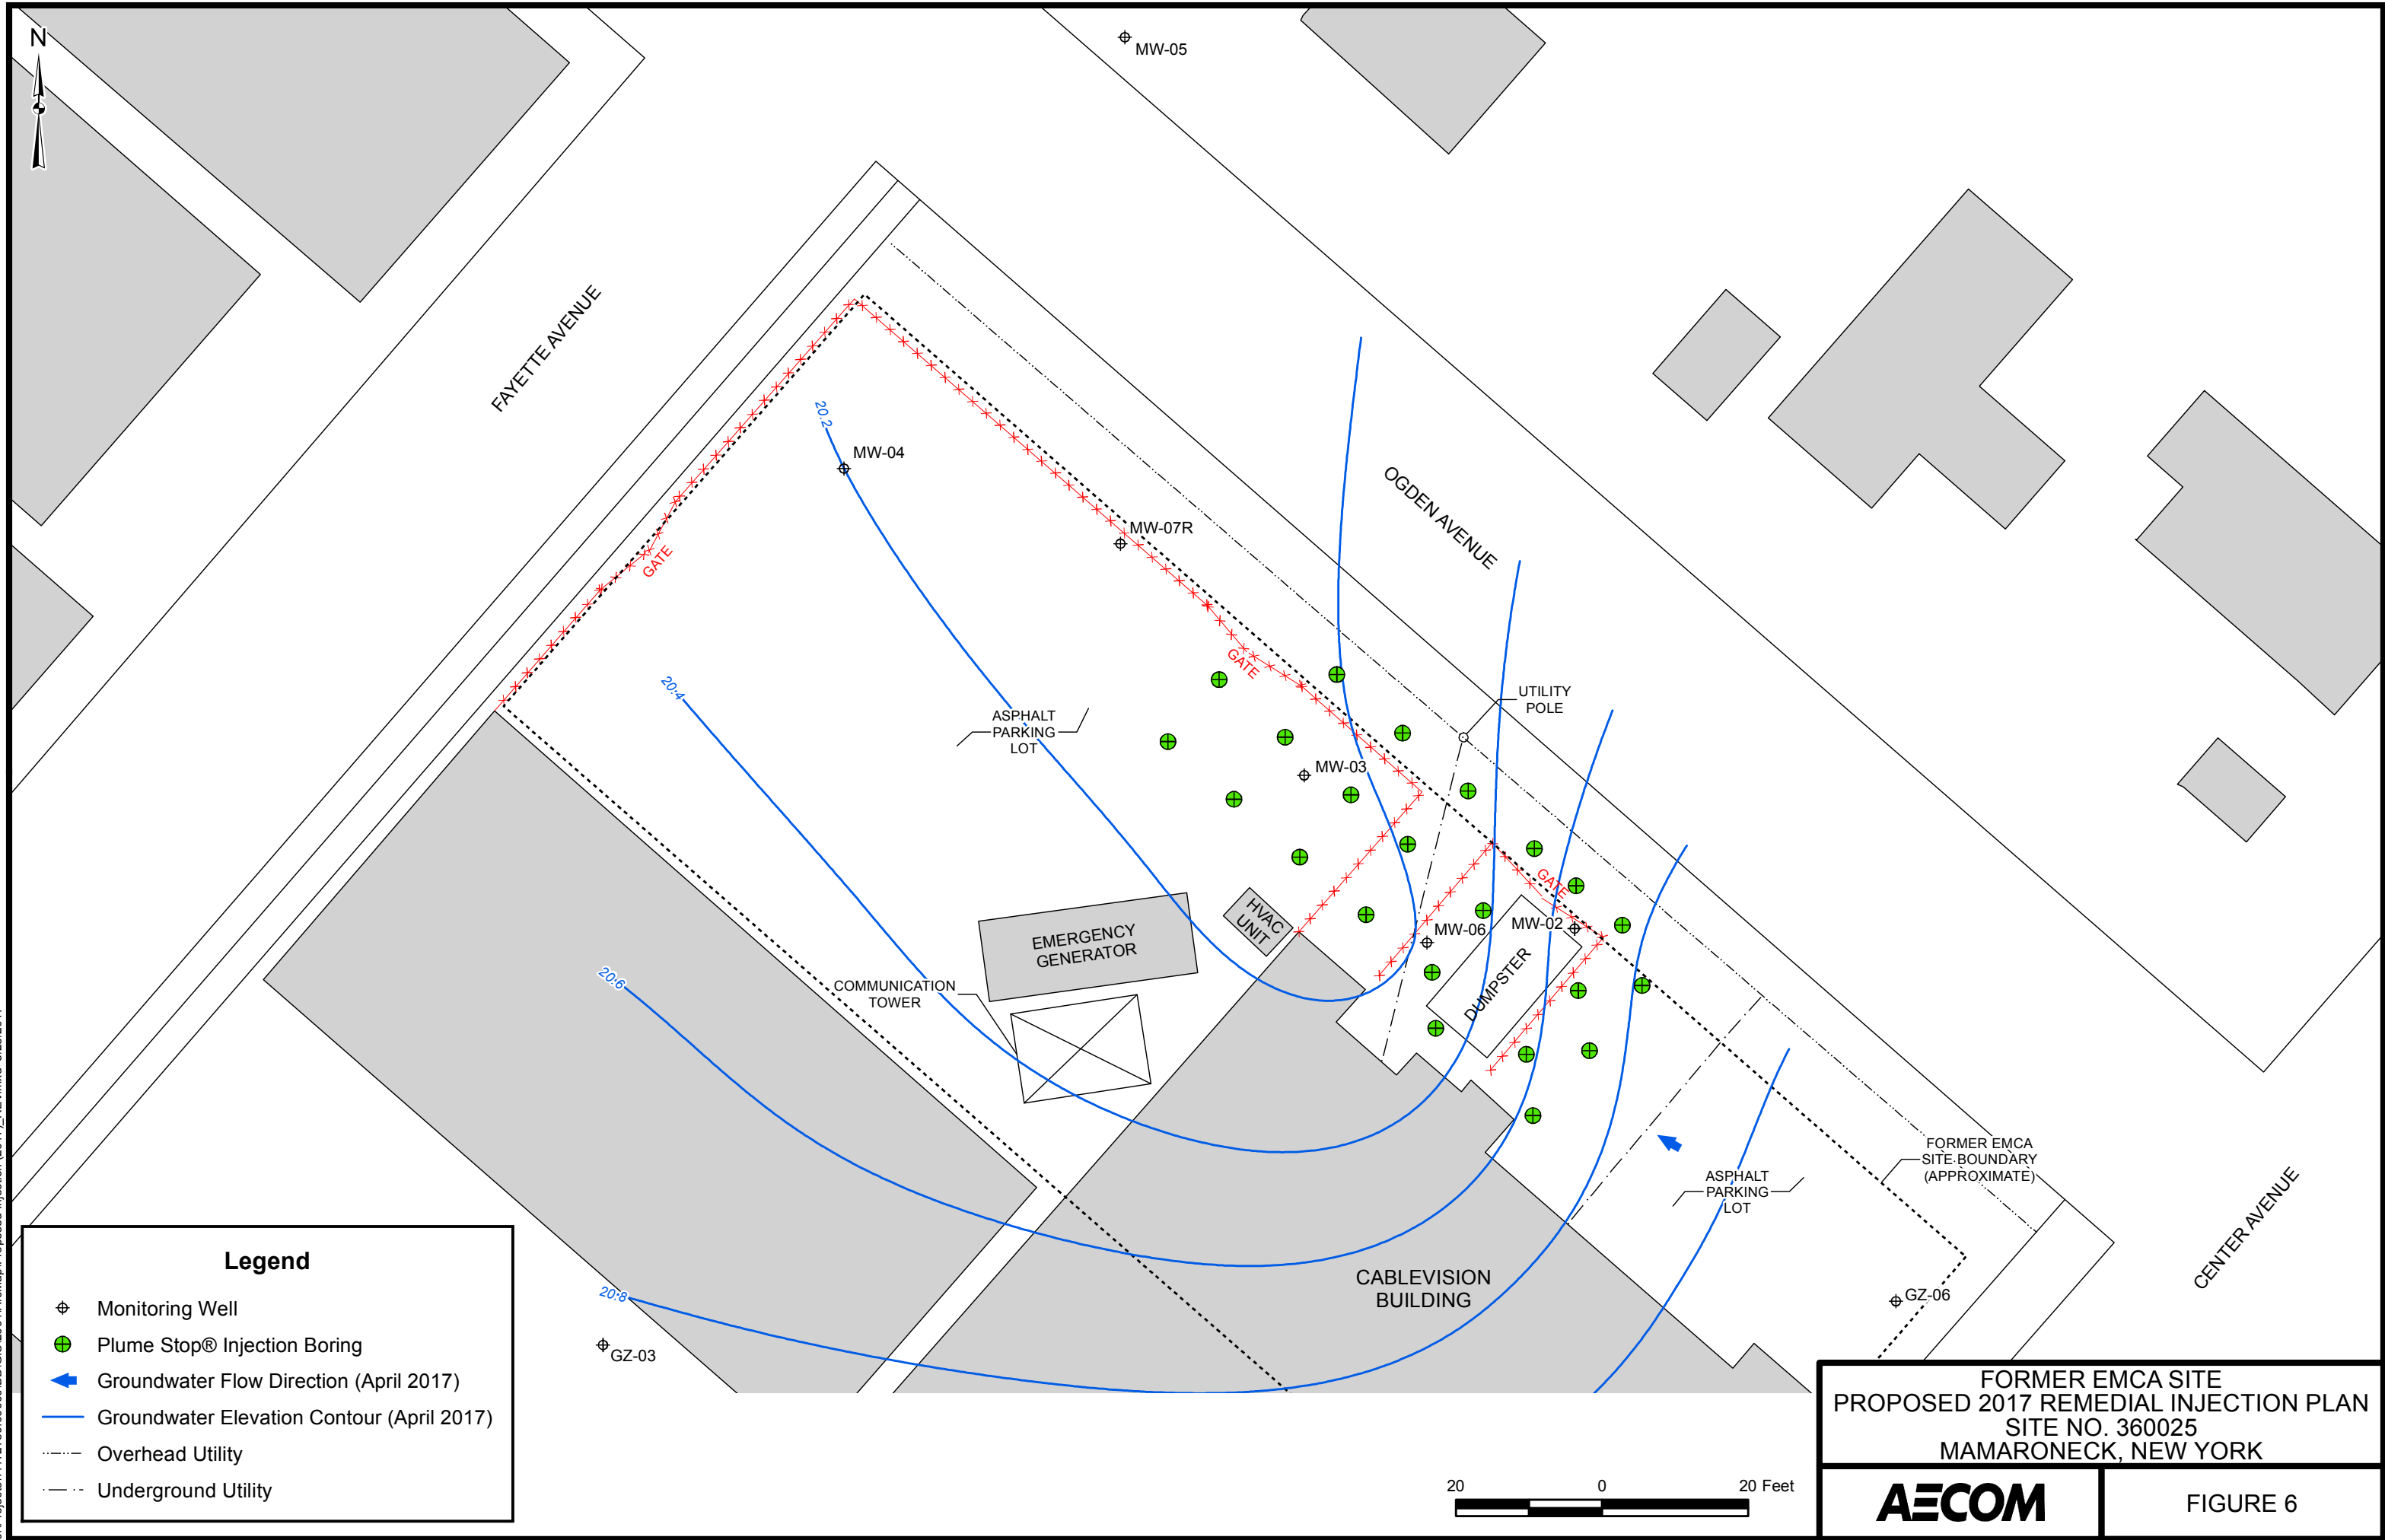 N
MW-05
FAYETTE AVENUE
20.2
MW-04
OGDEN AVENUE
MW-07R
GATE
GATE
20.4
UTILITY
POLE
ASPHALT
PARKING
LOT
MW-03
GATE
HVAC
UNIT
MW-06
MW-02
EMERGENCY
GENERATOR
DUMPSTER
20.6
COMMUNICATION
TOWER
FORMER EMCA
SITE BOUNDARY
(APPROXIMATE)
ASPHALT
PARKING
LOT
CENTER AVENUE
20.8
CABLEVISION
BUILDING
GZ-06
GZ-03
Legend
Monitoring Well
Plume Stop® Injection Boring
Groundwater Flow Direction (April 2017)
Groundwater Elevation Contour (April 2017)
Overhead Utility
Underground Utility
20 0 20 Feet
FORMER EMCA SITE
PROPOSED 2017 REMEDIAL INJECTION PLAN
SITE NO. 360025
MAMARONECK, NEW YORK
AECOM
FIGURE 6